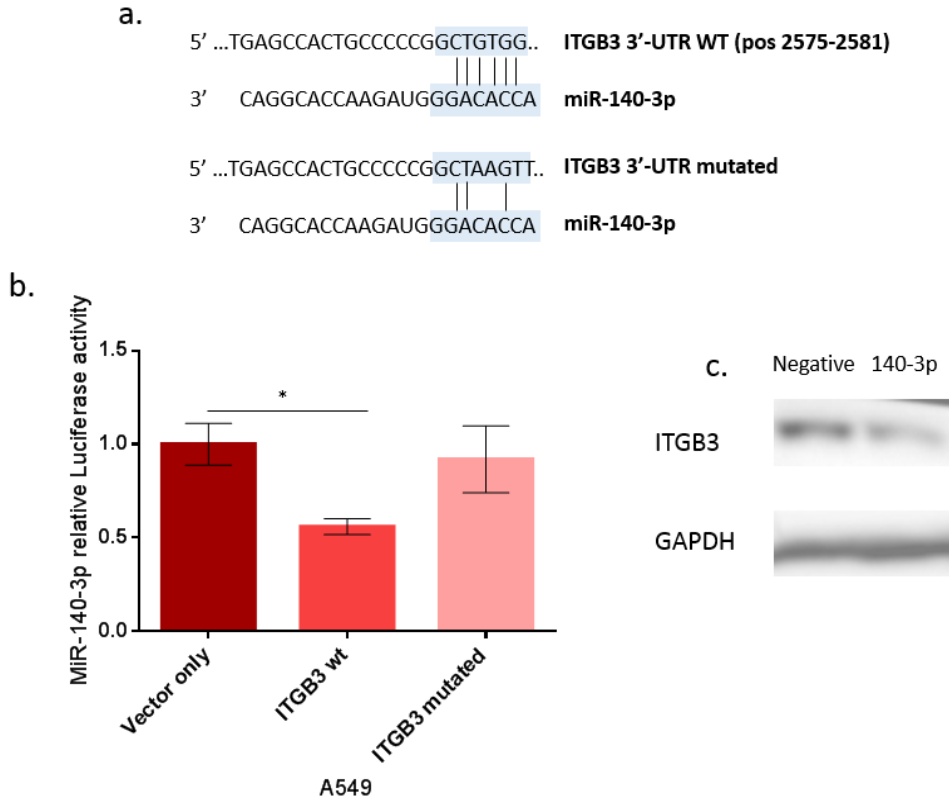 a.
5’ ...TGAGCCACTGCCCCCGGCTGTGG.. ITGB3 3’-UTR WT (pos 2575-2581)
3’ CAGGCACCAAGAUGGGACACCA miR-140-3p
5’ ...TGAGCCACTGCCCCCGGCTAAGTT.. ITGB3 3’-UTR mutated
3’ CAGGCACCAAGAUGGGACACCA miR-140-3p
b.
MiR-140-3p relative Luciferase activity
1.5
1.0
0.5
0.0
*
Vector only
ITGB3 wt
ITGB3 mutated
A549
c.
Negative 140-3p
ITGB3
GAPDH